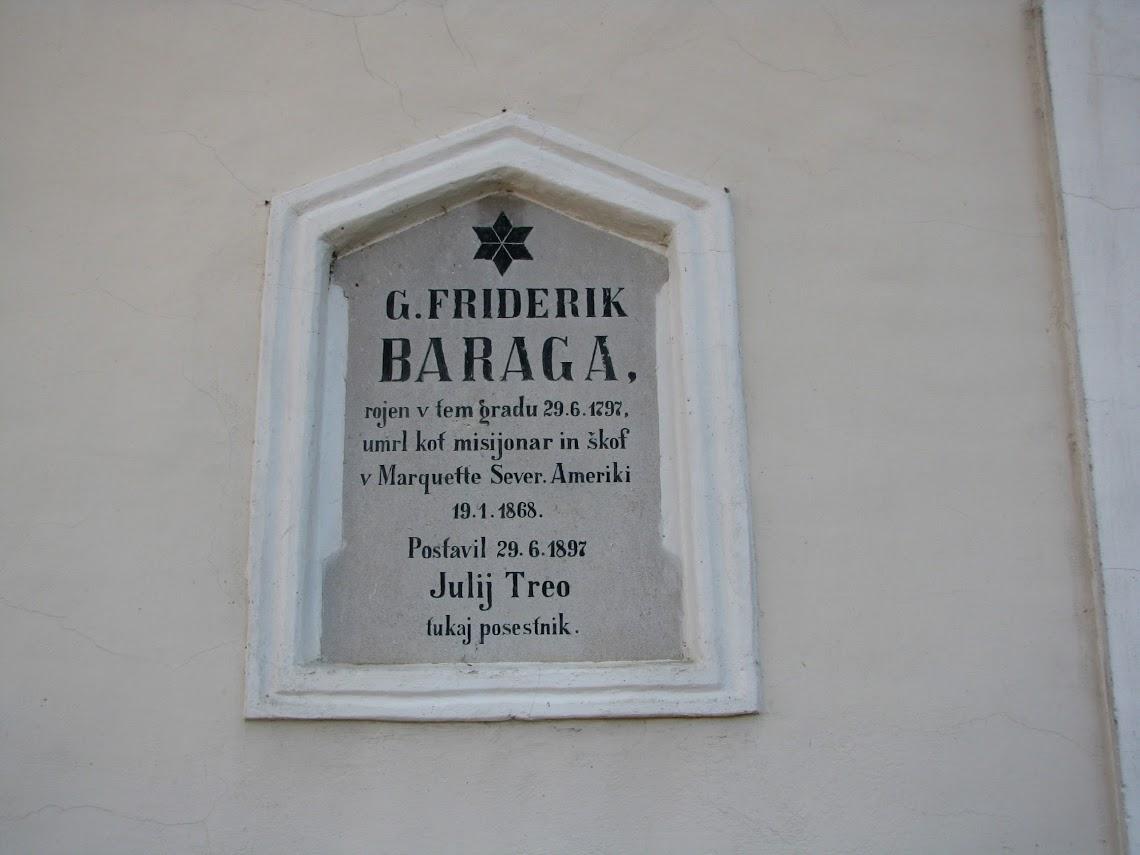 G. FRIDERIK
BARAGA,
rojen v tem gradu 29.6.1797,
umrl kot misijonar in škof
v Marquette Sever. Ameriki
19.1.1868.
Postavil 29.6.1897
Julij Treo
tukaj posestnik.